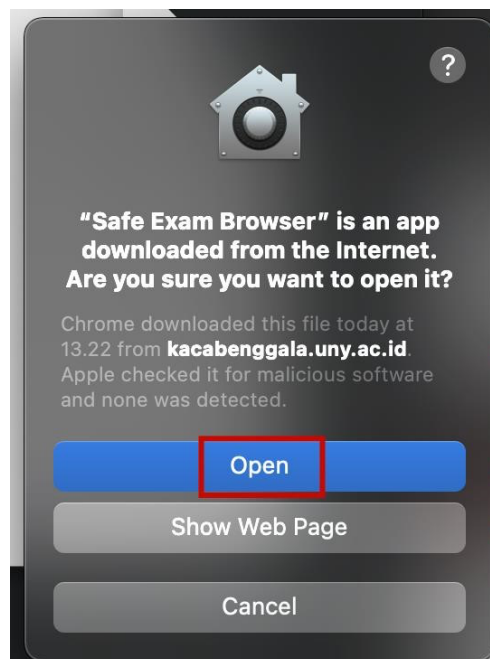 ?
“Safe Exam Browser” is an app
downloaded from the Internet.
Are you sure you want to open it?
Chrome downloaded this file today at
13.22 from kacabenggala.uny.ac.id.
Apple checked it for malicious software
and none was detected.
Open
Show Web Page
Cancel